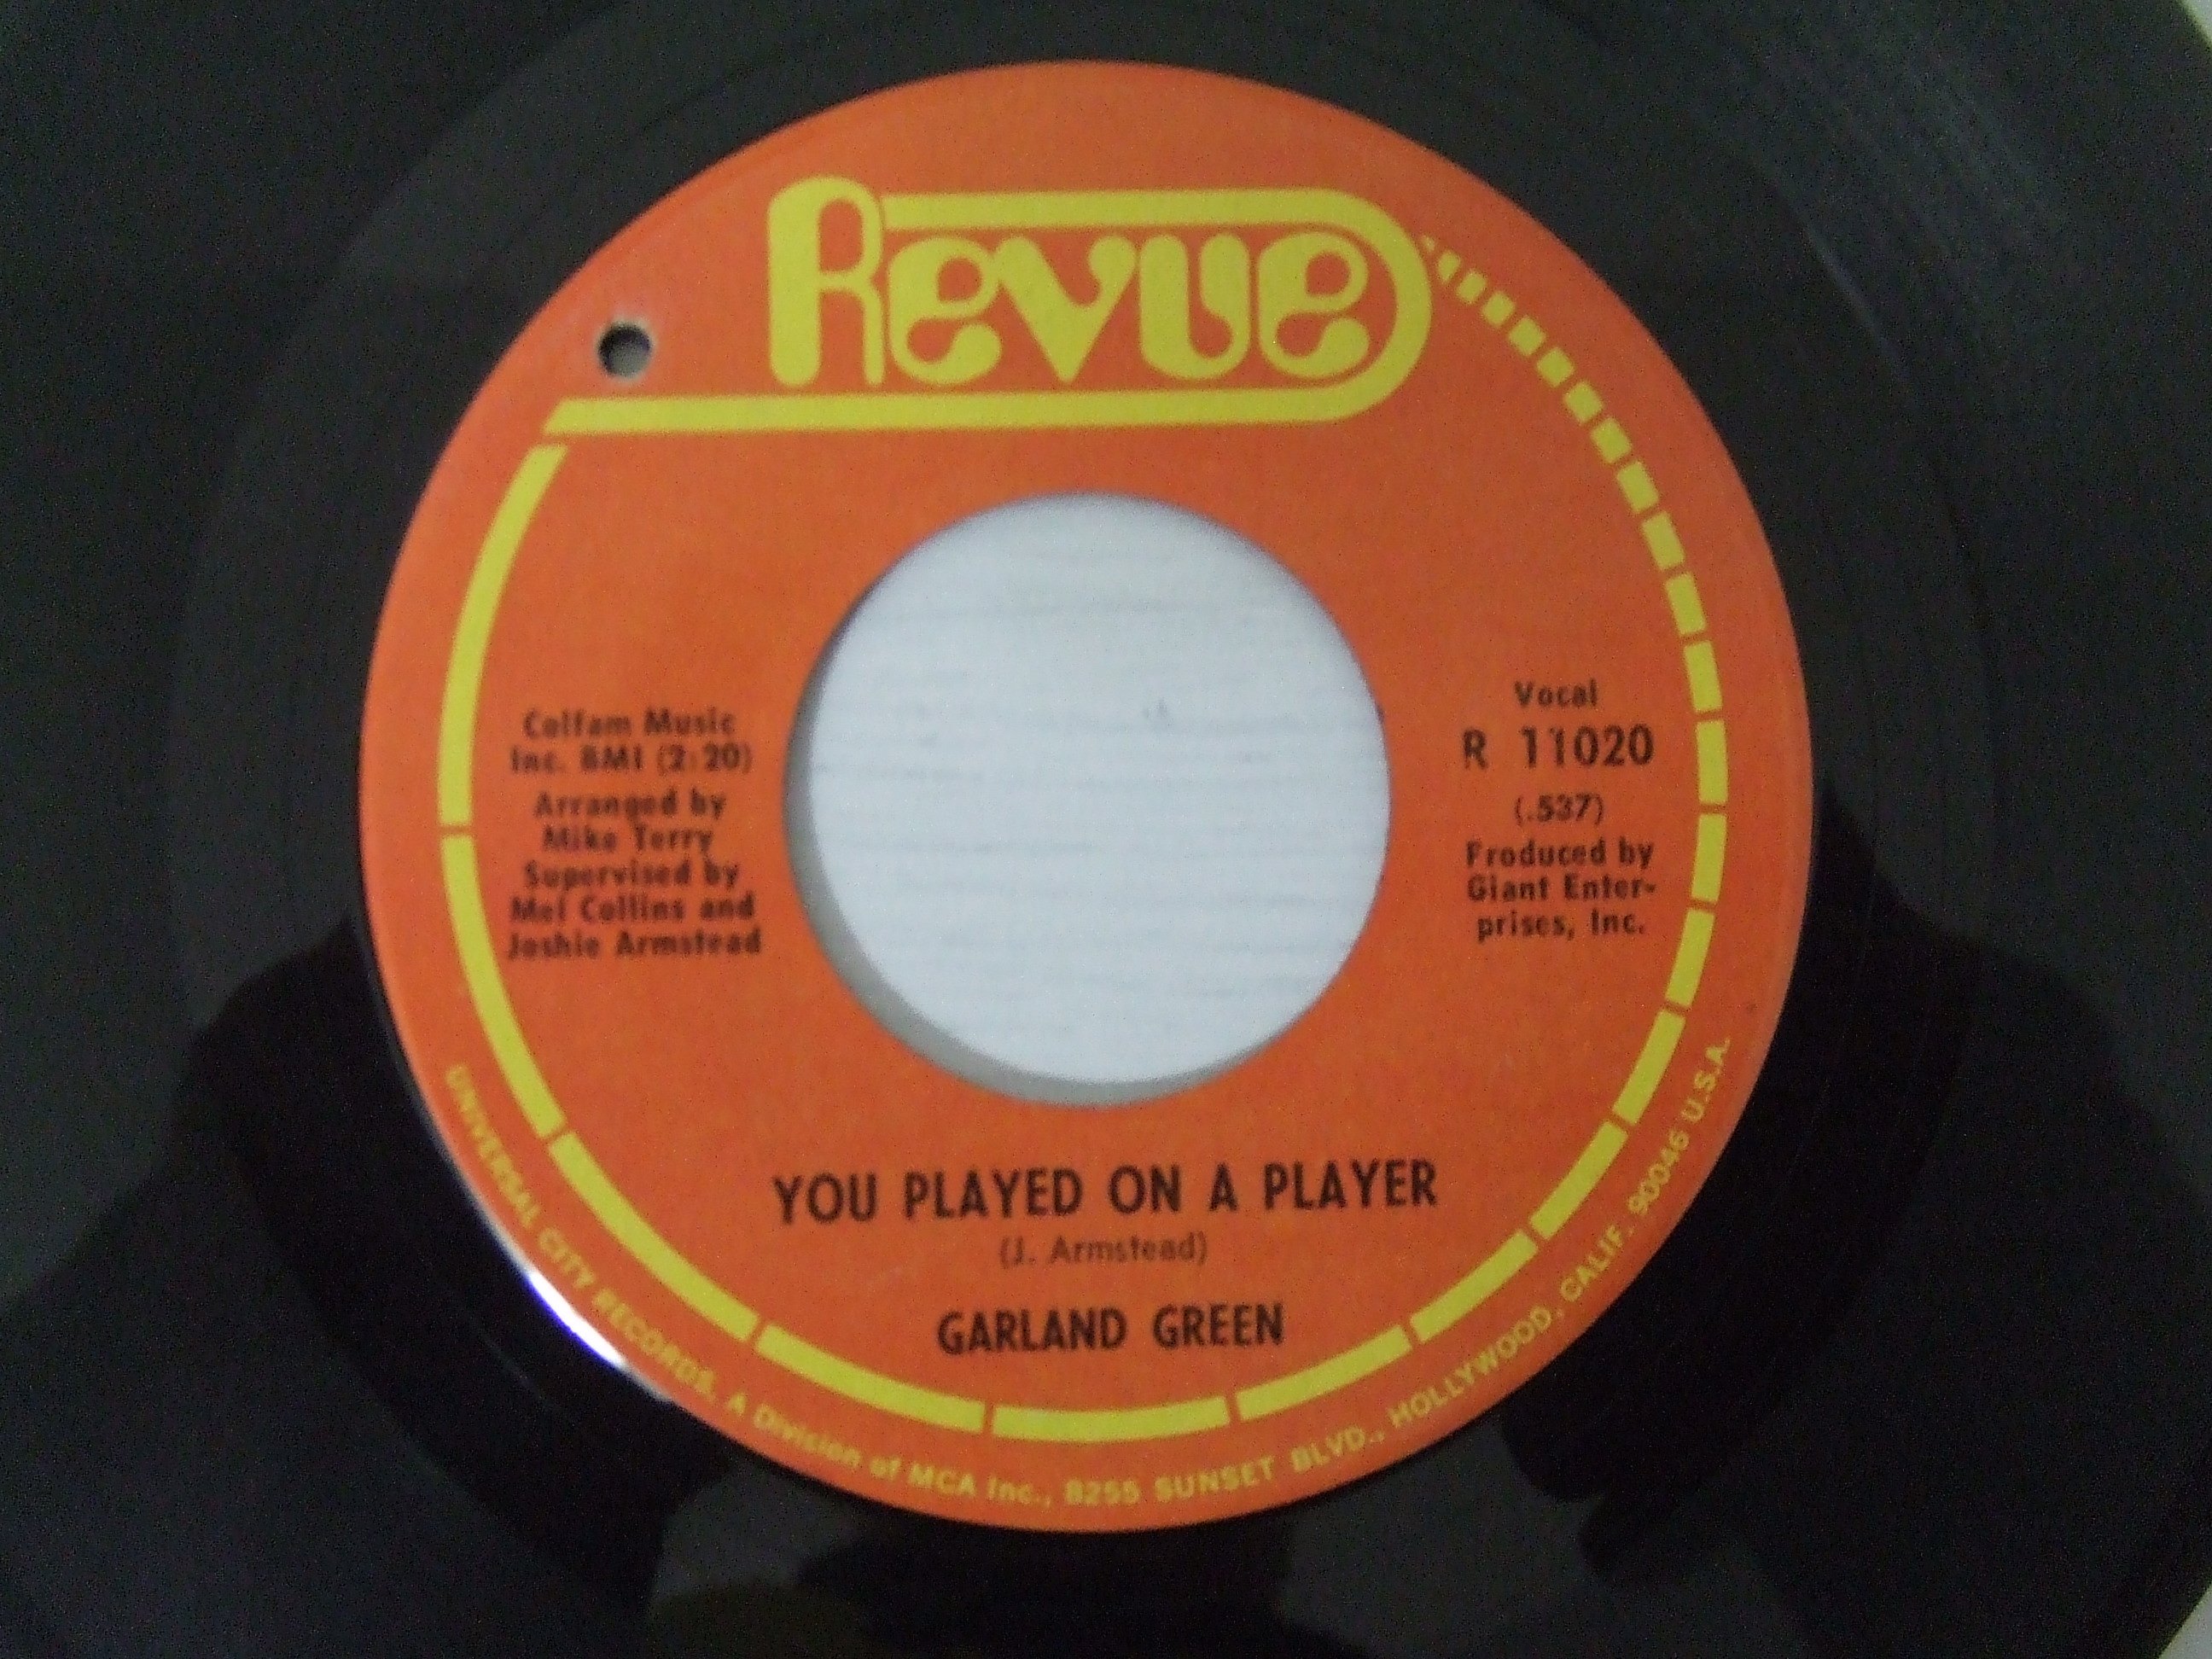 Revue
Colfam Music
Inc. BMI (2:20)
Arranged by
Mike Terry
Supervised by
Mel Collins and
Joshie Armstead
Vocal
R 11020
(.537)
Produced by
Giant Enter-
prises, Inc.
YOU PLAYED ON A PLAYER
(J. Armstead)
GARLAND GREEN
UNIVERSAL CITY RECORDS, A Division of MCA Inc., 8255 SUNSET BLVD., HOLLYWOOD, CALIF. 90046 U.S.A.